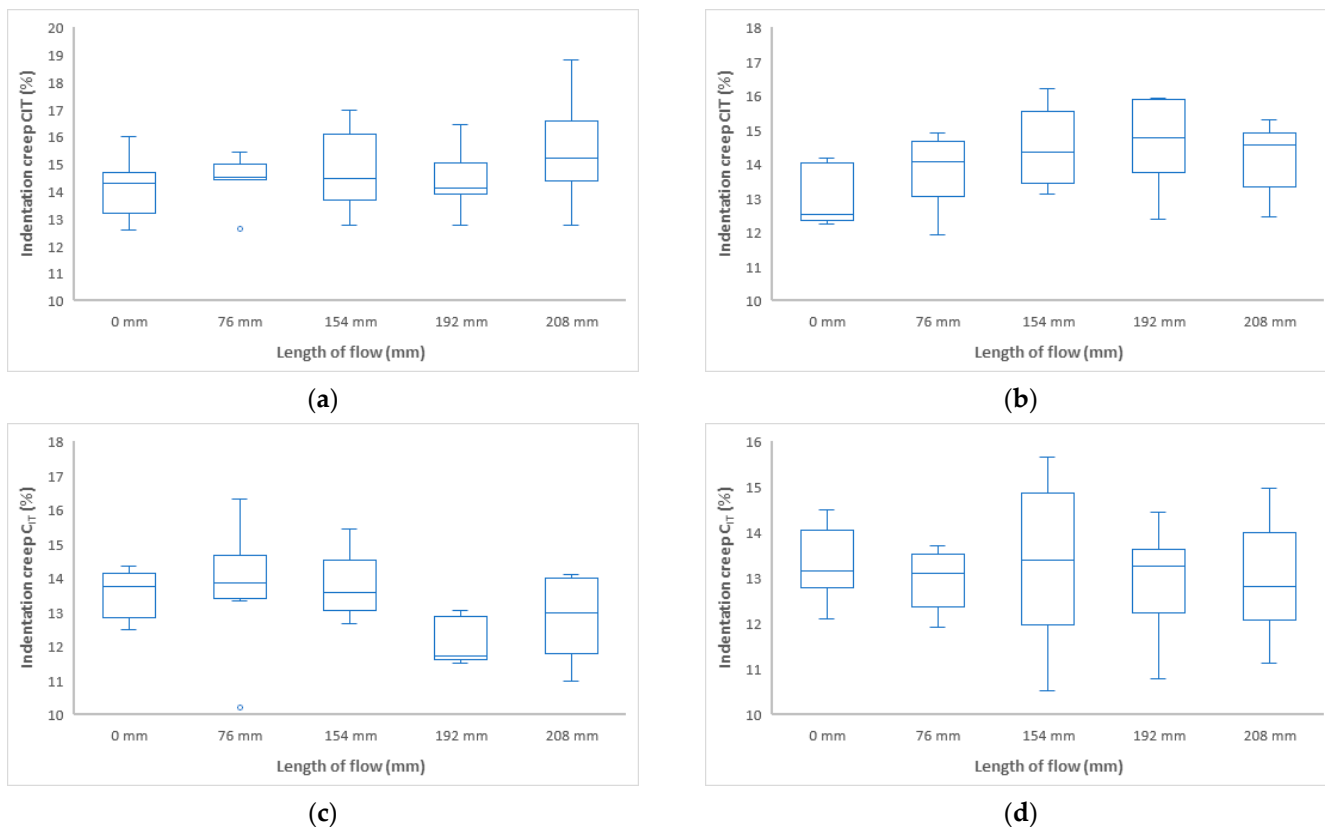 Indentation creep CIT (%)
20
19
18
17
16
15
14
13
12
11
10
0 mm 76 mm 154 mm 192 mm 208 mm
Length of flow (mm)
(a)
Indentation creep CIT (%)
18
17
16
15
14
13
12
11
10
0 mm 76 mm 154 mm 192 mm 208 mm
Length of flow (mm)
(b)
Indentation creep C_IT (%)
18
17
16
15
14
13
12
11
10
0 mm 76 mm 154 mm 192 mm 208 mm
Length of flow (mm)
(c)
Indentation creep C_IT (%)
16
15
14
13
12
11
10
0 mm 76 mm 154 mm 192 mm 208 mm
Length of flow (mm)
(d)